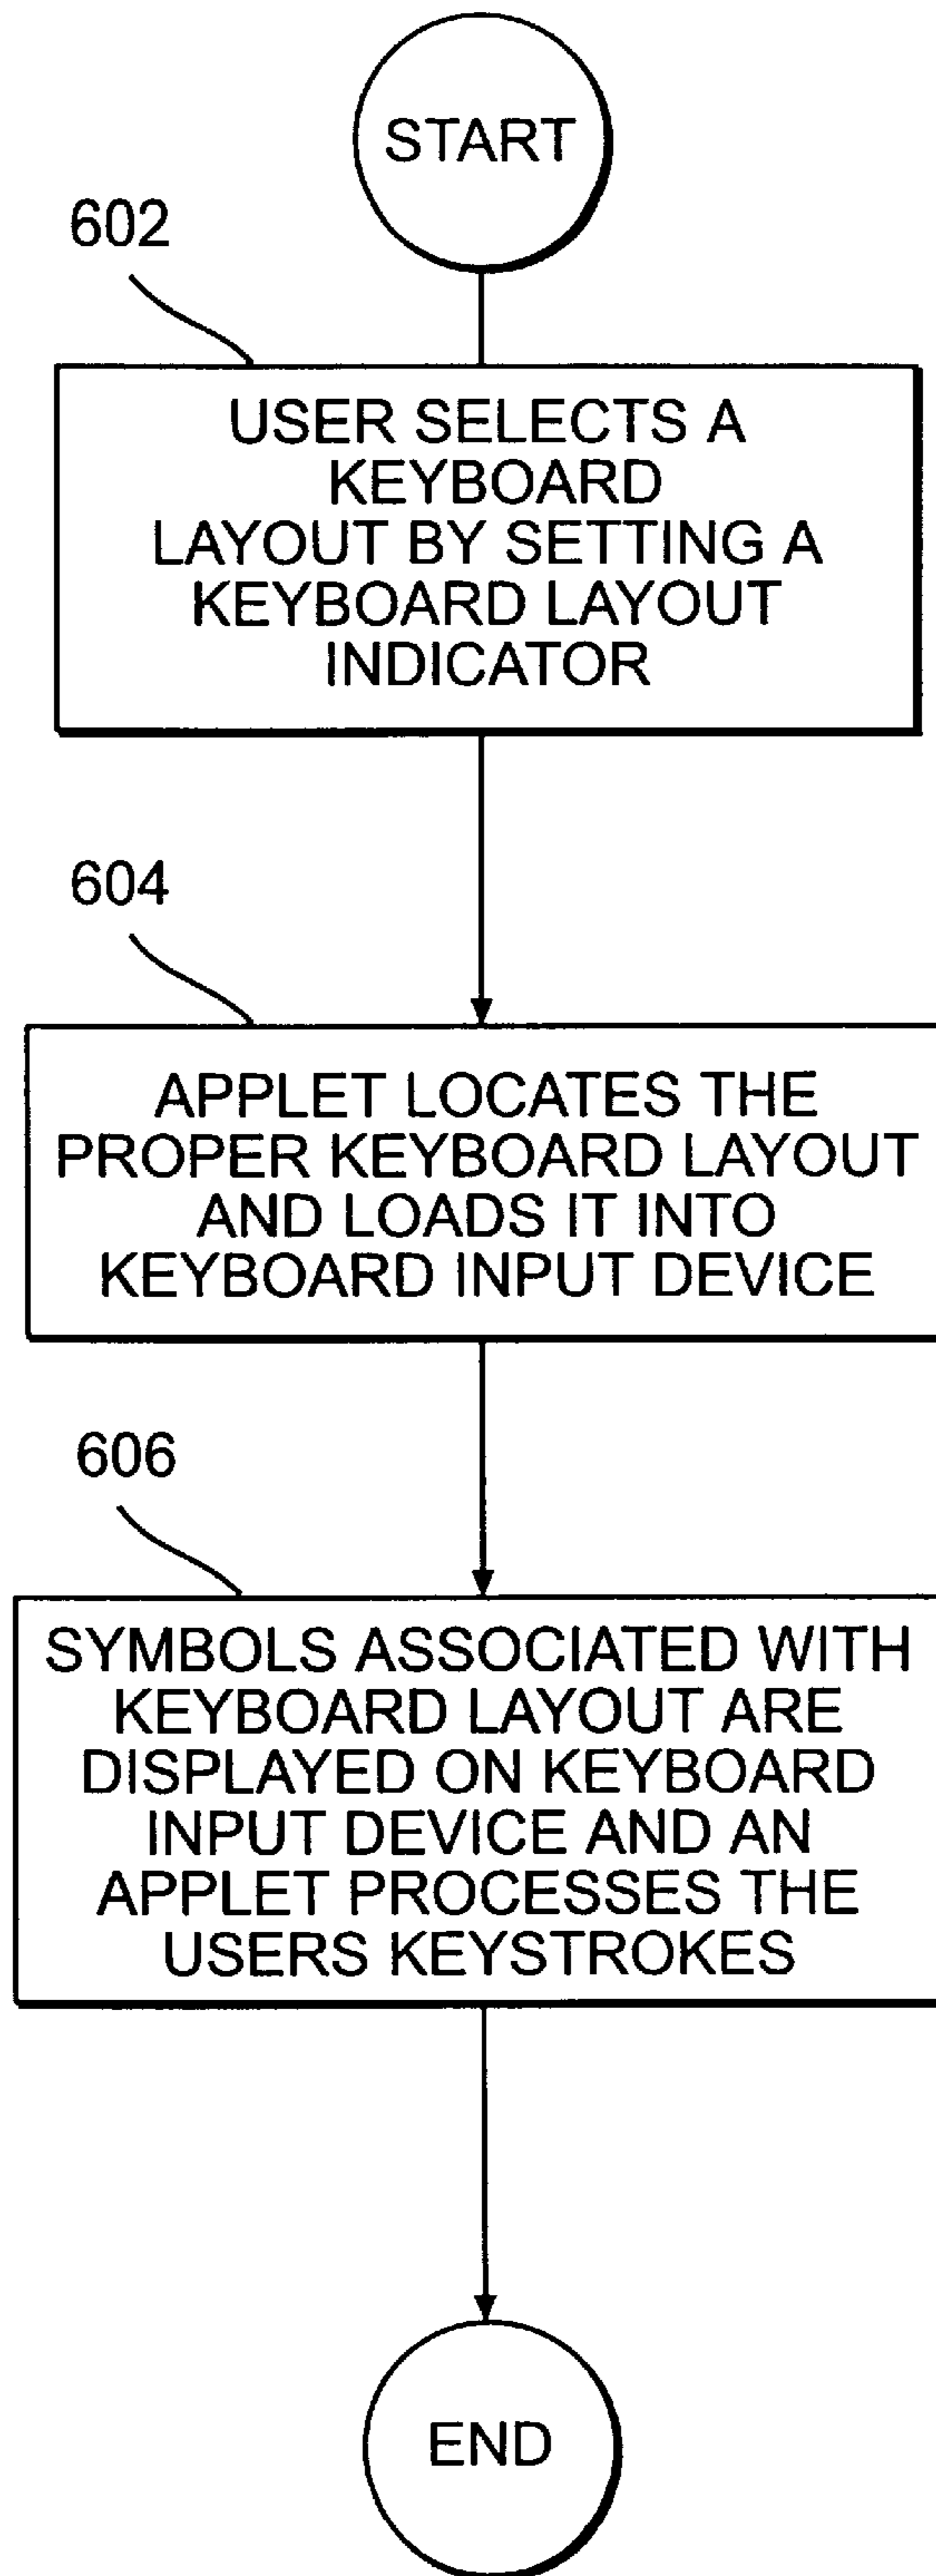 START
602
USER SELECTS A
KEYBOARD
LAYOUT BY SETTING A
KEYBOARD LAYOUT
INDICATOR
604
APPLET LOCATES THE
PROPER KEYBOARD LAYOUT
AND LOADS IT INTO
KEYBOARD INPUT DEVICE
606
SYMBOLS ASSOCIATED WITH
KEYBOARD LAYOUT ARE
DISPLAYED ON KEYBOARD
INPUT DEVICE AND AN
APPLET PROCESSES THE
USERS KEYSTROKES
END